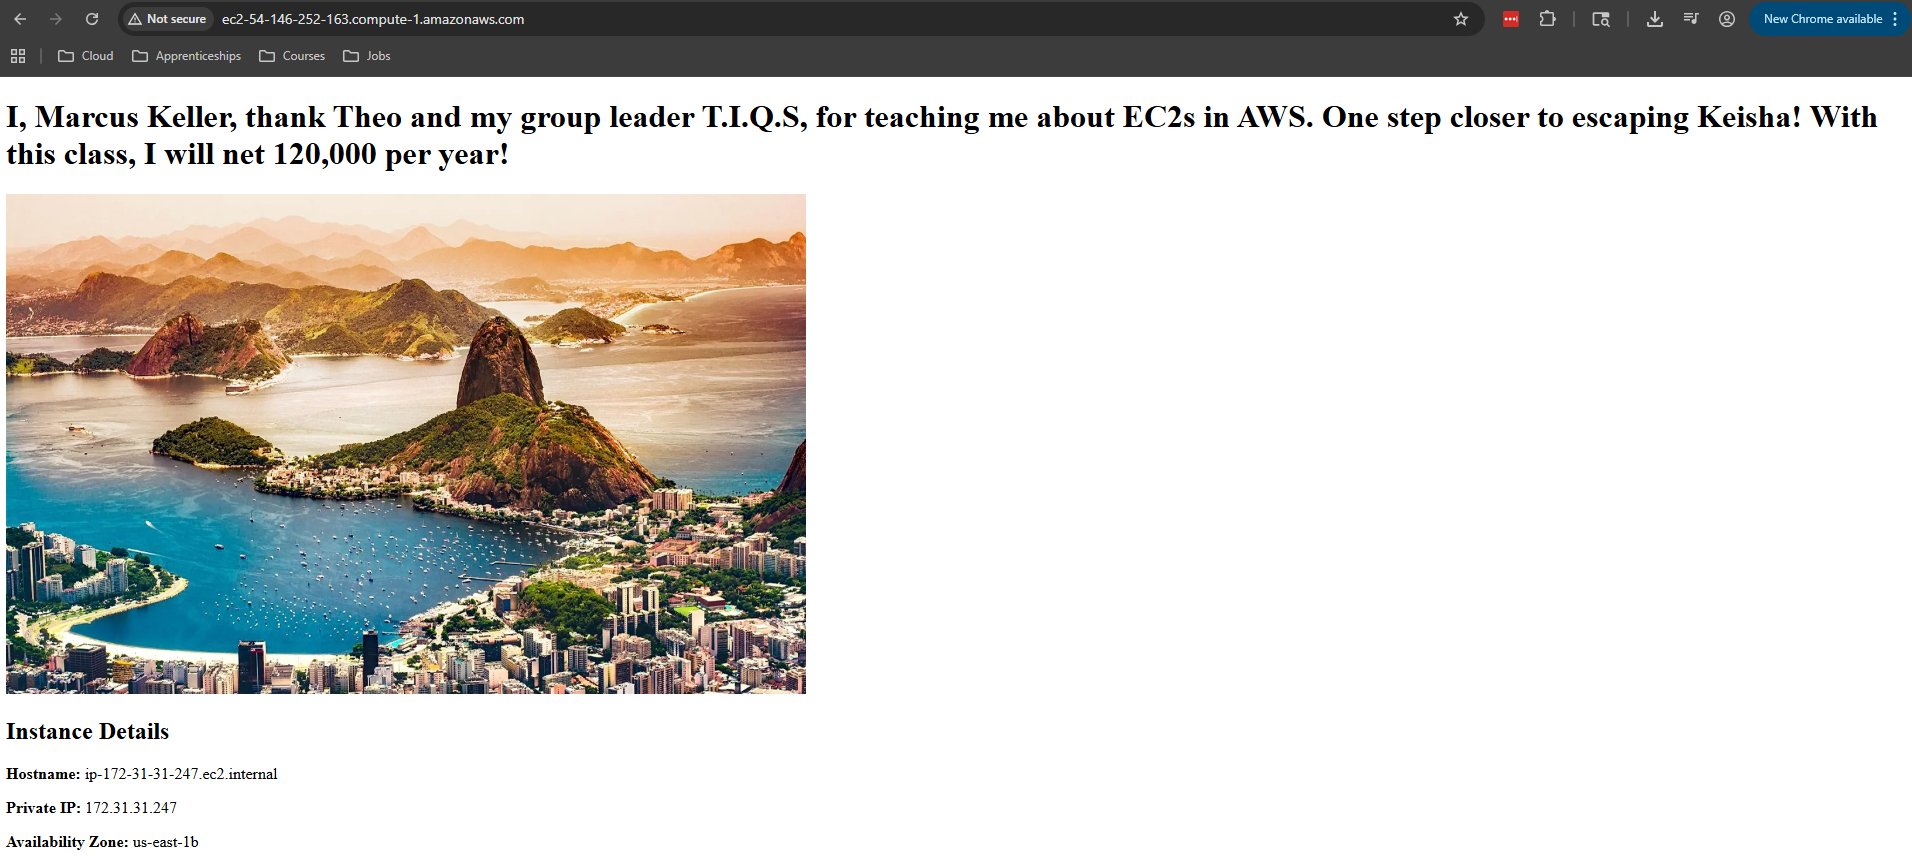 Not secure
ec2-54-146-252-163.compute-1.amazonaws.com
New Chrome available
Cloud
Apprenticeships
Courses
Jobs
I, Marcus Keller, thank Theo and my group leader T.I.Q.S, for teaching me about EC2s in AWS. One step closer to escaping Keisha! With
this class, I will net 120,000 per year!
Instance Details
Hostname: ip-172-31-31-247.ec2.internal
Private IP: 172.31.31.247
Availability Zone: us-east-1b